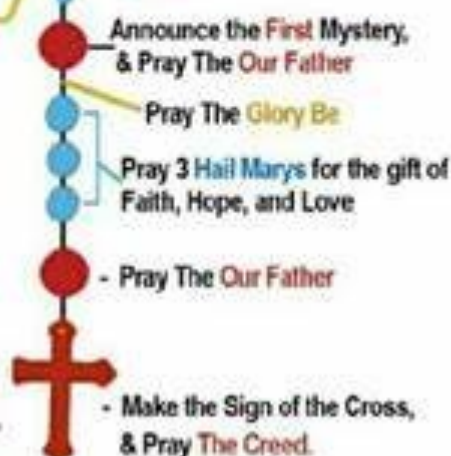 Announce the First Mystery,
& Pray The Our Father
Pray The Glory Be
Pray 3 Hail Marys for the gift of
Faith, Hope, and Love
- Pray The Our Father
- Make the Sign of the Cross,
& Pray The Creed.